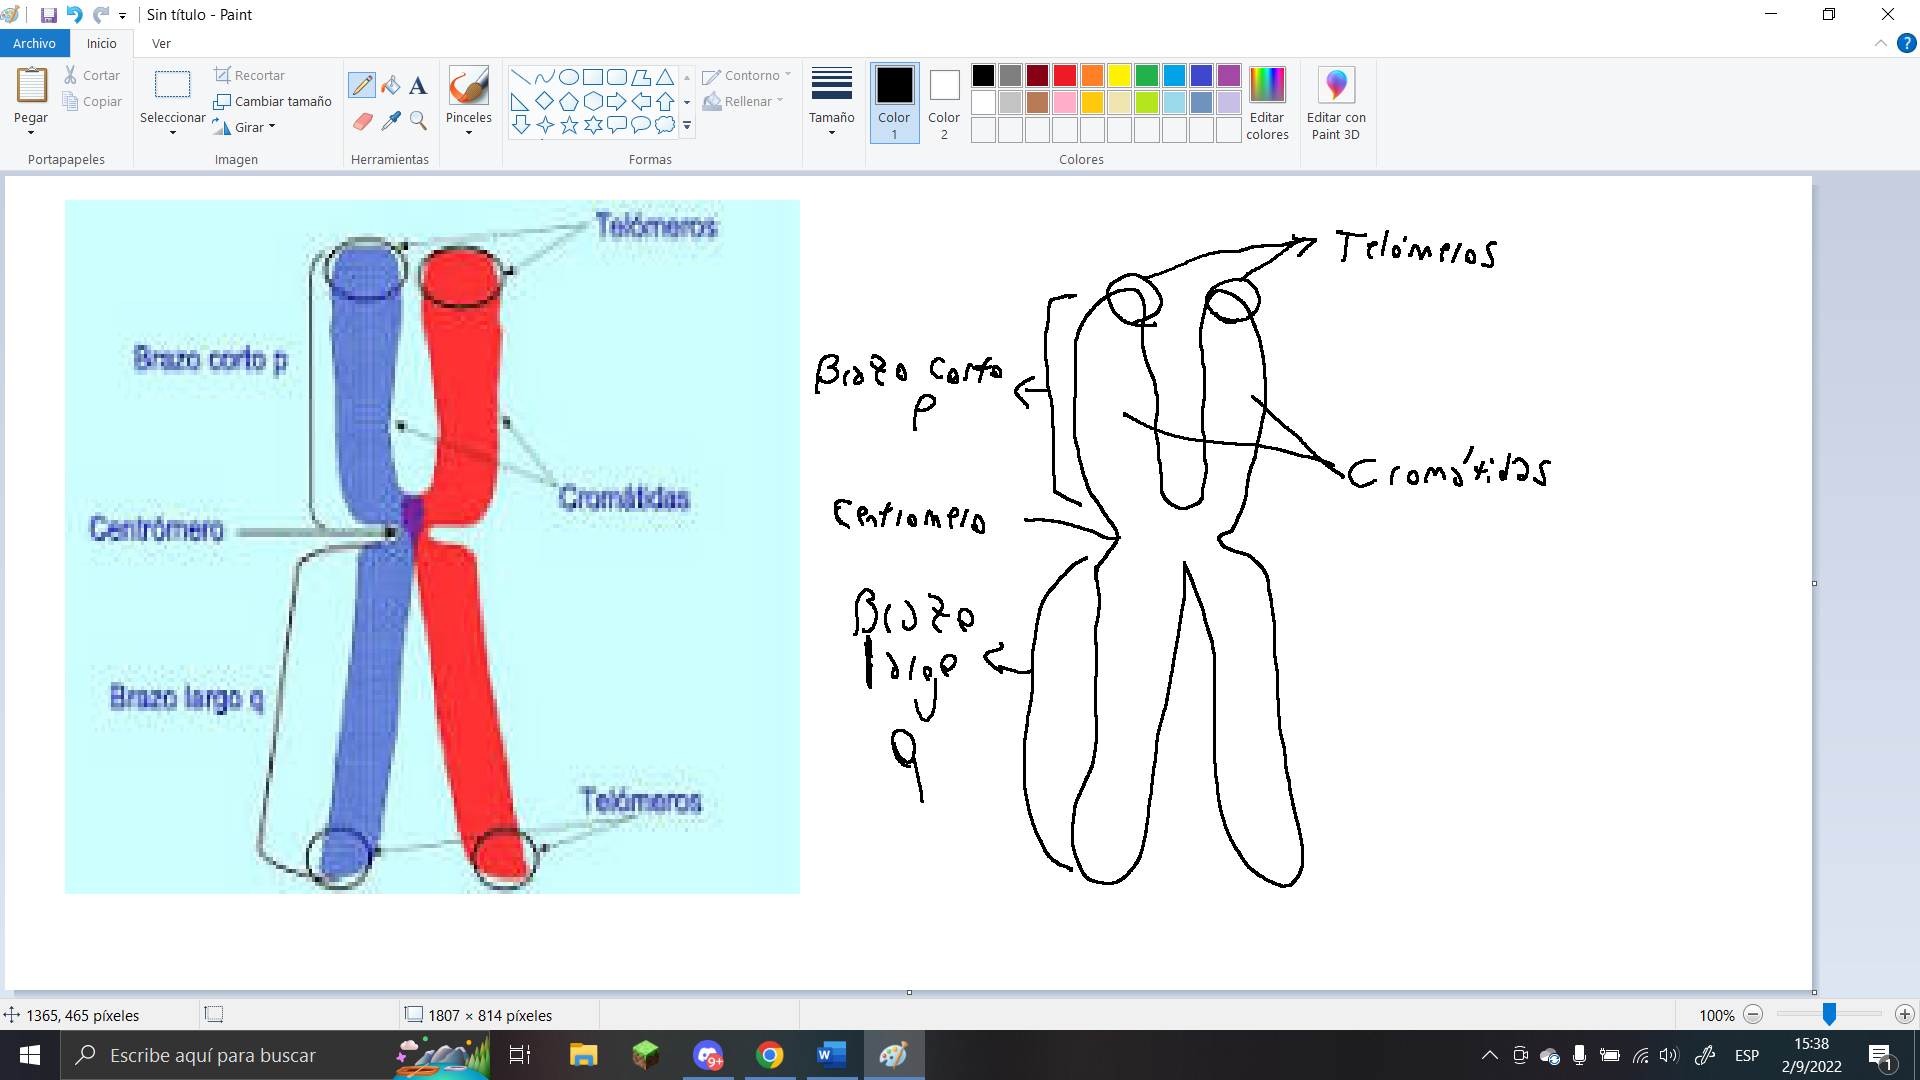 Sin título - Paint
Archivo Inicio Ver
Pegar
Cortar
Copiar
Portapapeles
Seleccionar
Recortar
Cambiar tamaño
Girar
Imagen
A
Herramientas
Pinceles
Formas
Contorno
Rellenar
Tamaño
Color 1
Color 2
Editar colores
Editar con Paint 3D
Colores
?
Telómeros
Brazo corto p
Cromátidas
Centrómero
Brazo largo q
Telómeros
Telómeros
Brazo corto
p
Cromátidas
Centromero
Brazo
largo
q
1365, 465 píxeles
1807 × 814 píxeles
100%
Escribe aquí para buscar
9+
W
ESP
15:38
2/9/2022
1